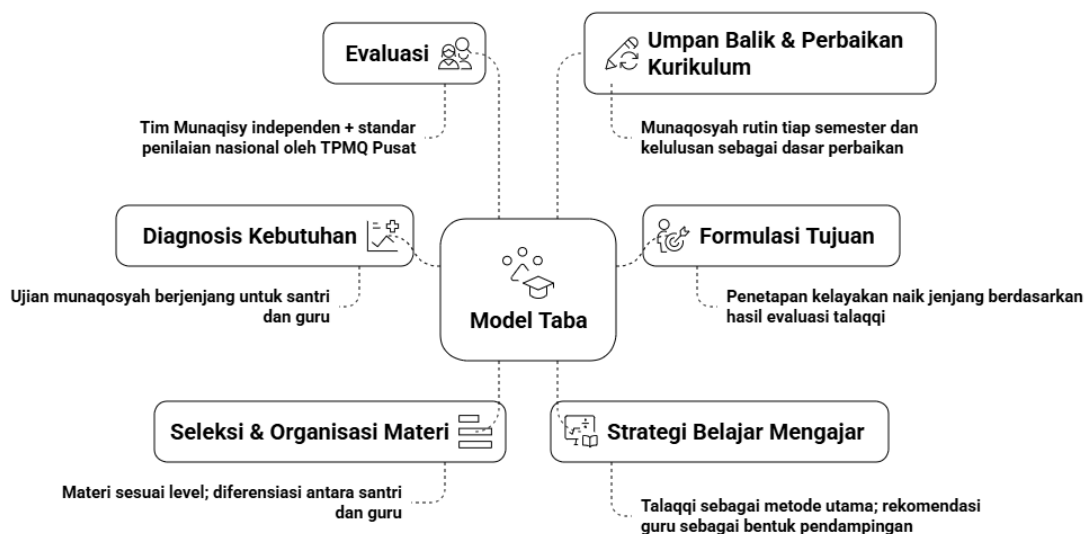 Evaluasi
Tim Munaqisy independen + standar
penilaian nasional oleh TPMQ Pusat
Umpan Balik & Perbaikan
Kurikulum
Munaqosyah rutin tiap semester dan
kelulusan sebagai dasar perbaikan
Diagnosis Kebutuhan
Ujian munaqosyah berjenjang untuk santri
dan guru
Model Taba
Formulasi Tujuan
Penetapan kelayakan naik jenjang berdasarkan
hasil evaluasi talaqqi
Seleksi & Organisasi Materi
Materi sesuai level; diferensiasi antara santri
dan guru
Strategi Belajar Mengajar
Talaqqi sebagai metode utama; rekomendasi
guru sebagai bentuk pendampingan